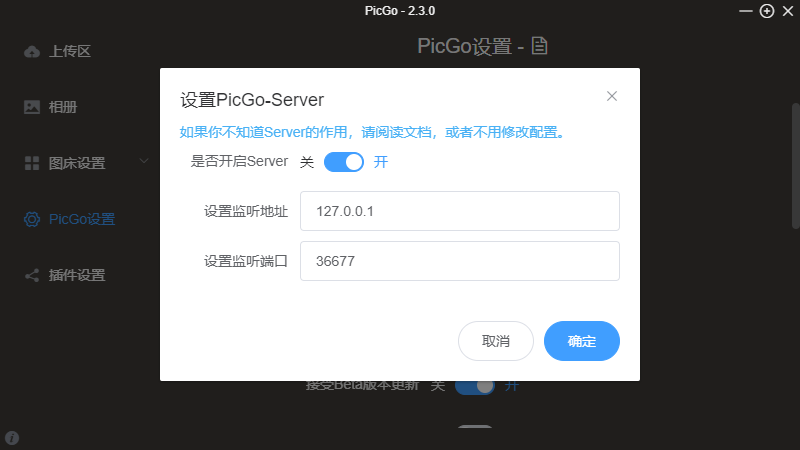 PicGo - 2.3.0
上传区
相册
图床设置
PicGo设置
插件设置
PicGo设置 -
设置PicGo-Server
如果你不知道Server的作用，请阅读文档，或者不用修改配置。
是否开启Server 关 开
设置监听地址 127.0.0.1
设置监听端口 36677
取消 确定
接受Beta版本更新 关 开